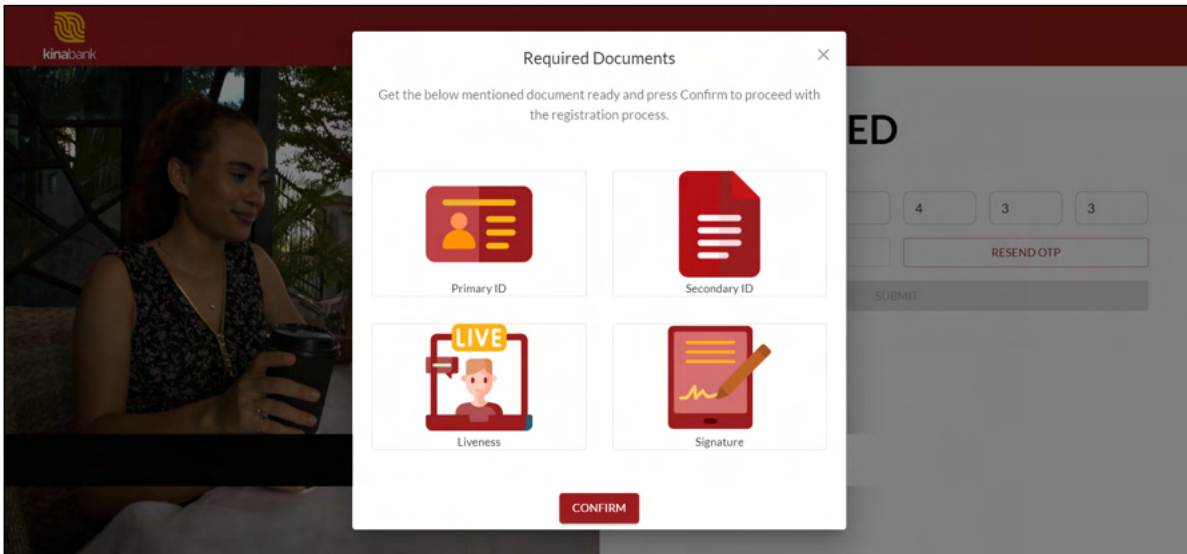 kinabank
Required Documents
Get the below mentioned document ready and press Confirm to proceed with
the registration process.
ED
4
3
3
RESEND OTP
SUBMIT
Primary ID
Secondary ID
LIVE
Liveness
Signature
CONFIRM